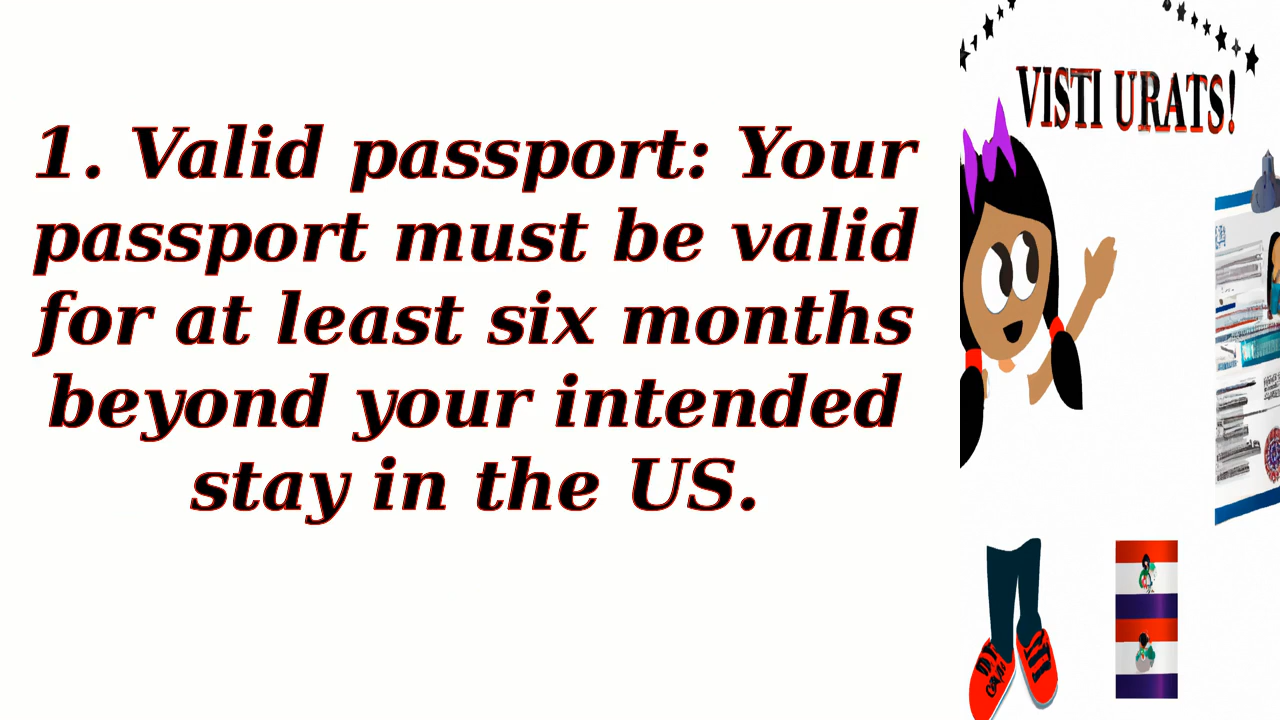 1. Valid passport: Your
passport must be valid
for at least six months
beyond your intended
stay in the US.
VISTI URATS!